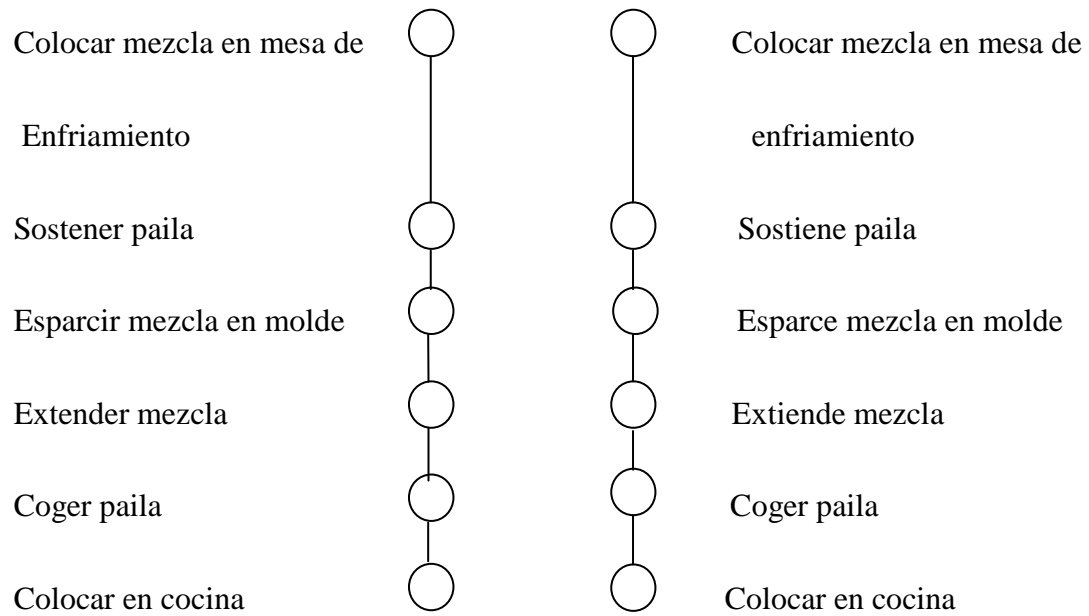 Colocar mezcla en mesa de
Colocar mezcla en mesa de
Enfriamiento
enfriamiento
Sostener paila
Sostiene paila
Esparcir mezcla en molde
Esparce mezcla en molde
Extender mezcla
Extiende mezcla
Coger paila
Coger paila
Colocar en cocina
Colocar en cocina